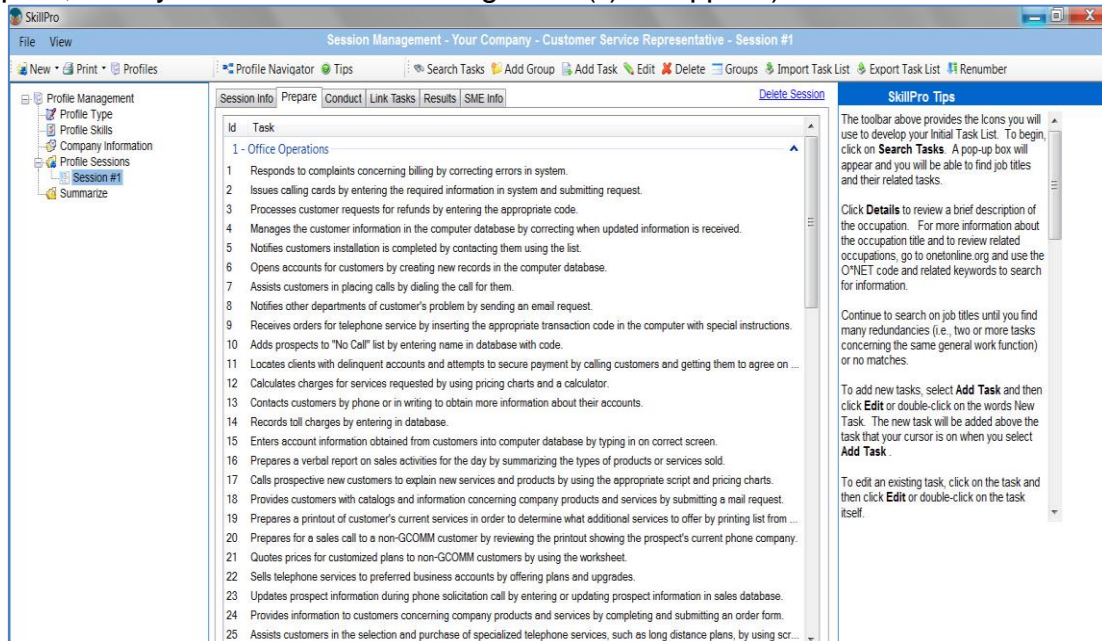 SkillPro
File View
Session Management - Your Company - Customer Service Representative - Session #1
New Print Profiles Profile Navigator Tips Search Tasks Add Group Add Task Edit Delete Groups Import Task List Export Task List Renumber
Profile Management
Profile Type
Profile Skills
Company Information
Profile Sessions
Session #1
Summarize
Session Info Prepare Conduct Link Tasks Results SME Info Delete Session
Id Task
1 - Office Operations
1 Responds to complaints concerning billing by correcting errors in system.
2 Issues calling cards by entering the required information in system and submitting request.
3 Processes customer requests for refunds by entering the appropriate code.
4 Manages the customer information in the computer database by correcting when updated information is received.
5 Notifies customers installation is completed by contacting them using the list.
6 Opens accounts for customers by creating new records in the computer database.
7 Assists customers in placing calls by dialing the call for them.
8 Notifies other departments of customer's problem by sending an email request.
9 Receives orders for telephone service by inserting the appropriate transaction code in the computer with special instructions.
10 Adds prospects to "No Call" list by entering name in database with code.
11 Locates clients with delinquent accounts and attempts to secure payment by calling customers and getting them to agree on ...
12 Calculates charges for services requested by using pricing charts and a calculator.
13 Contacts customers by phone or in writing to obtain more information about their accounts.
14 Records toll charges by entering in database.
15 Enters account information obtained from customers into computer database by typing in on correct screen.
16 Prepares a verbal report on sales activities for the day by summarizing the types of products or services sold.
17 Calls prospective new customers to explain new services and products by using the appropriate script and pricing charts.
18 Provides customers with catalogs and information concerning company products and services by submitting a mail request.
19 Prepares a printout of customer's current services in order to determine what additional services to offer by printing list from ...
20 Prepares for a sales call to a non-GCOMM customer by reviewing the printout showing the prospect's current phone company.
21 Quotes prices for customized plans to non-GCOMM customers by using the worksheet.
22 Sells telephone services to preferred business accounts by offering plans and upgrades.
23 Updates prospect information during phone solicitation call by entering or updating prospect information in sales database.
24 Provides information to customers concerning company products and services by completing and submitting an order form.
25 Assists customers in the selection and purchase of specialized telephone services, such as long distance plans, by using scr...
SkillPro Tips
The toolbar above provides the Icons you will
use to develop your Initial Task List. To begin,
click on Search Tasks. A pop-up box will
appear and you will be able to find job titles
and their related tasks.
Click Details to review a brief description of
the occupation. For more information about
the occupation title and to review related
occupations, go to onetonline.org and use the
O*NET code and related keywords to search
for information.
Continue to search on job titles until you find
many redundancies (i.e., two or more tasks
concerning the same general work function)
or no matches.
To add new tasks, select Add Task and then
click Edit or double-click on the words New
Task. The new task will be added above the
task that your cursor is on when you select
Add Task .
To edit an existing task, click on the task and
then click Edit or double-click on the task
itself.